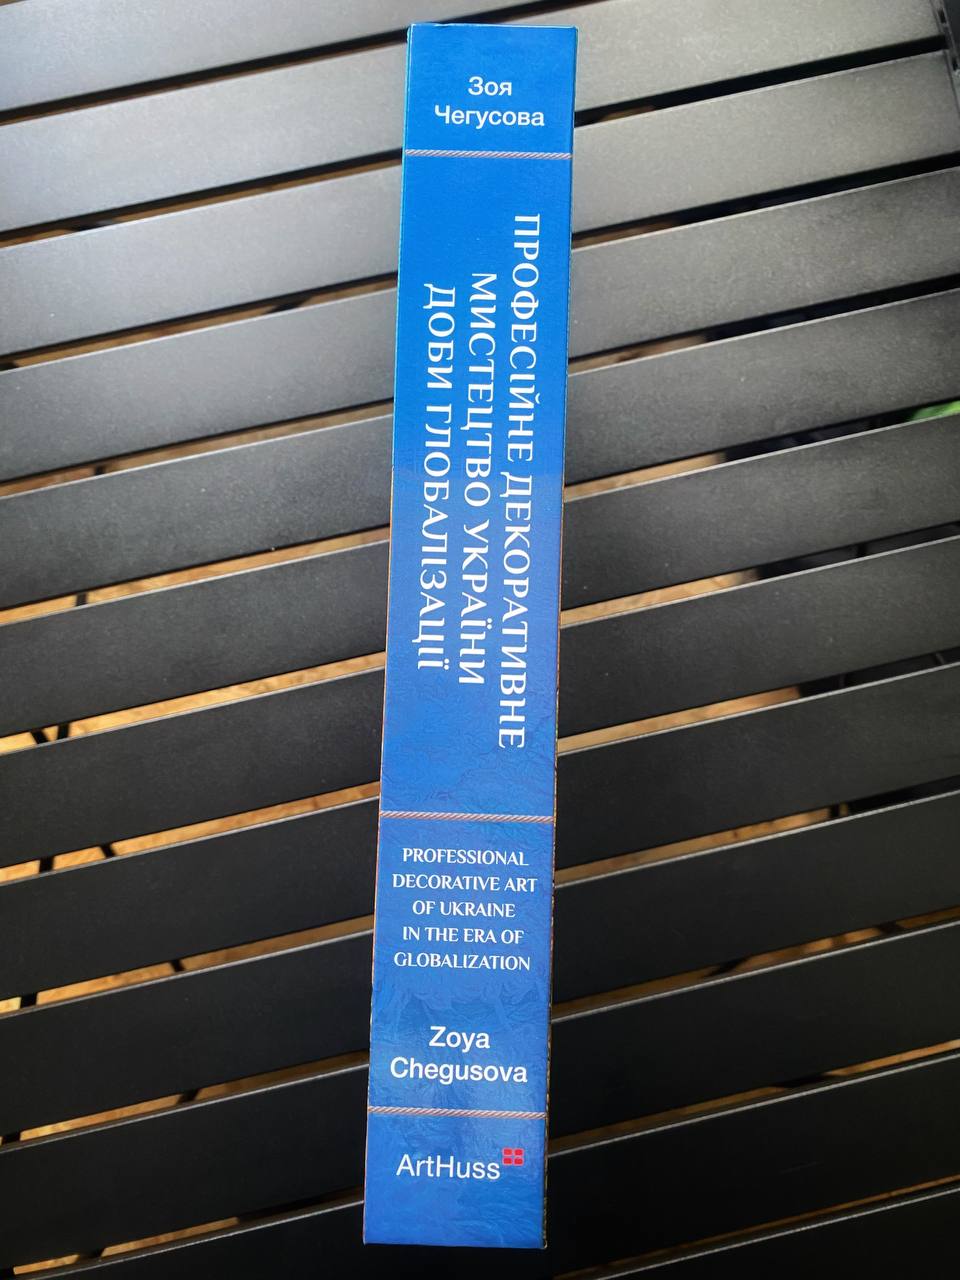 Зоя
Чегусова
ПРОФЕСІЙНЕ ДЕКОРАТИВНЕ
МИСТЕЦТВО УКРАЇНИ
ДОБИ ГЛОБАЛІЗАЦІЇ
PROFESSIONAL
DECORATIVE ART
OF UKRAINE
IN THE ERA OF
GLOBALIZATION
Zoya
Chegusova
ArtHuss